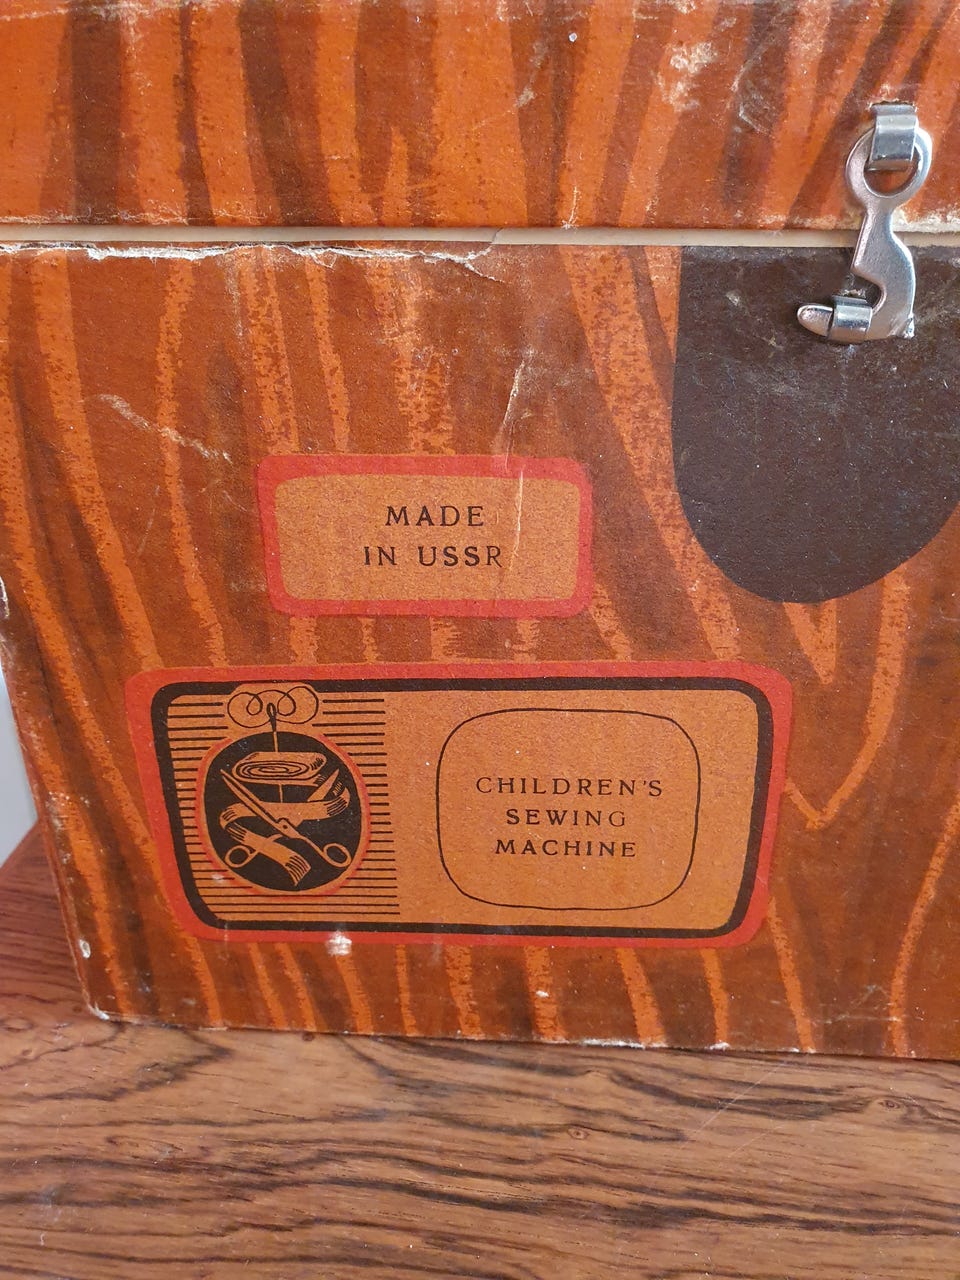 MADE
IN USSR
CHILDREN'S
SEWING
MACHINE